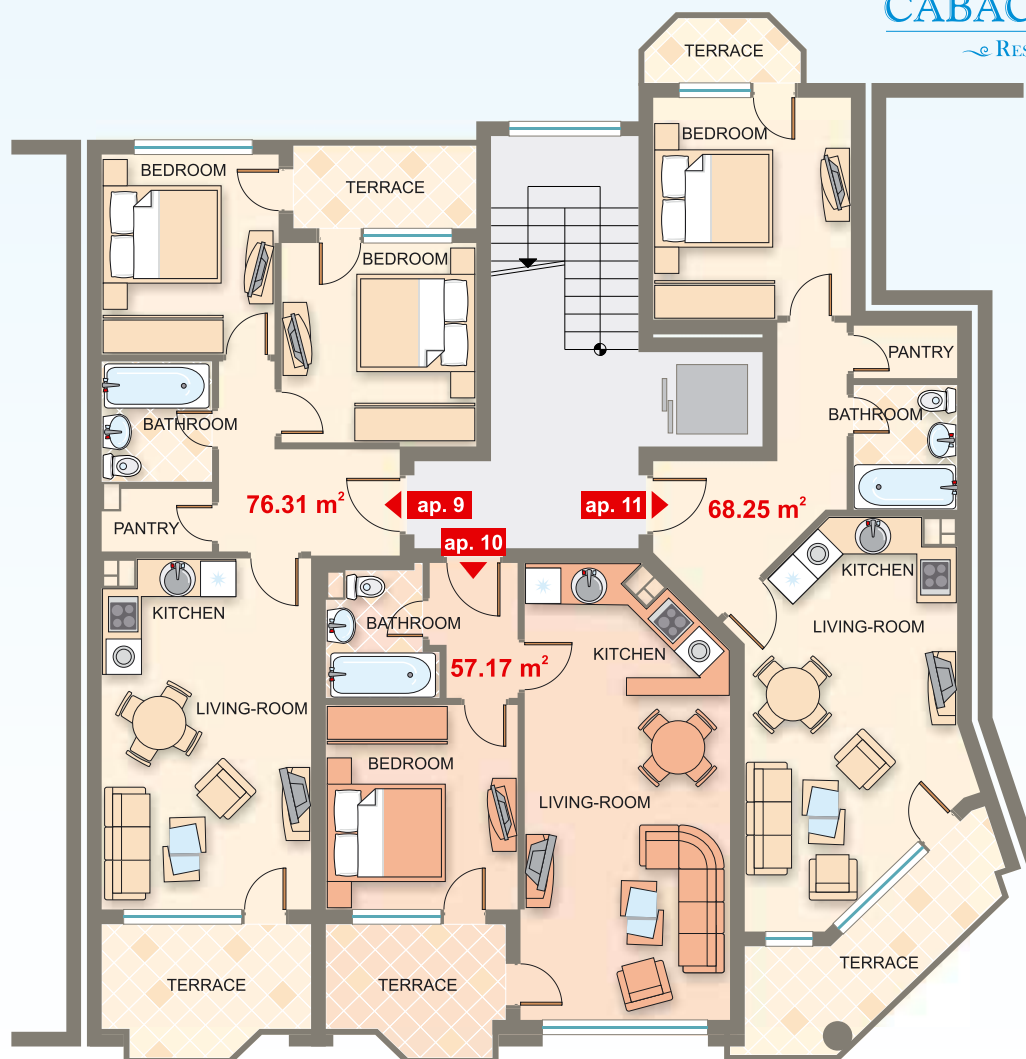 CABAC
RES
TERRACE
BEDROOM
BEDROOM
TERRACE
BEDROOM
PANTRY
BATHROOM
BATHROOM
76.31 m²
ap. 9
ap. 11
68.25 m²
PANTRY
ap. 10
KITCHEN
KITCHEN
BATHROOM
LIVING-ROOM
KITCHEN
57.17 m²
LIVING-ROOM
BEDROOM
LIVING-ROOM
TERRACE
TERRACE
TERRACE